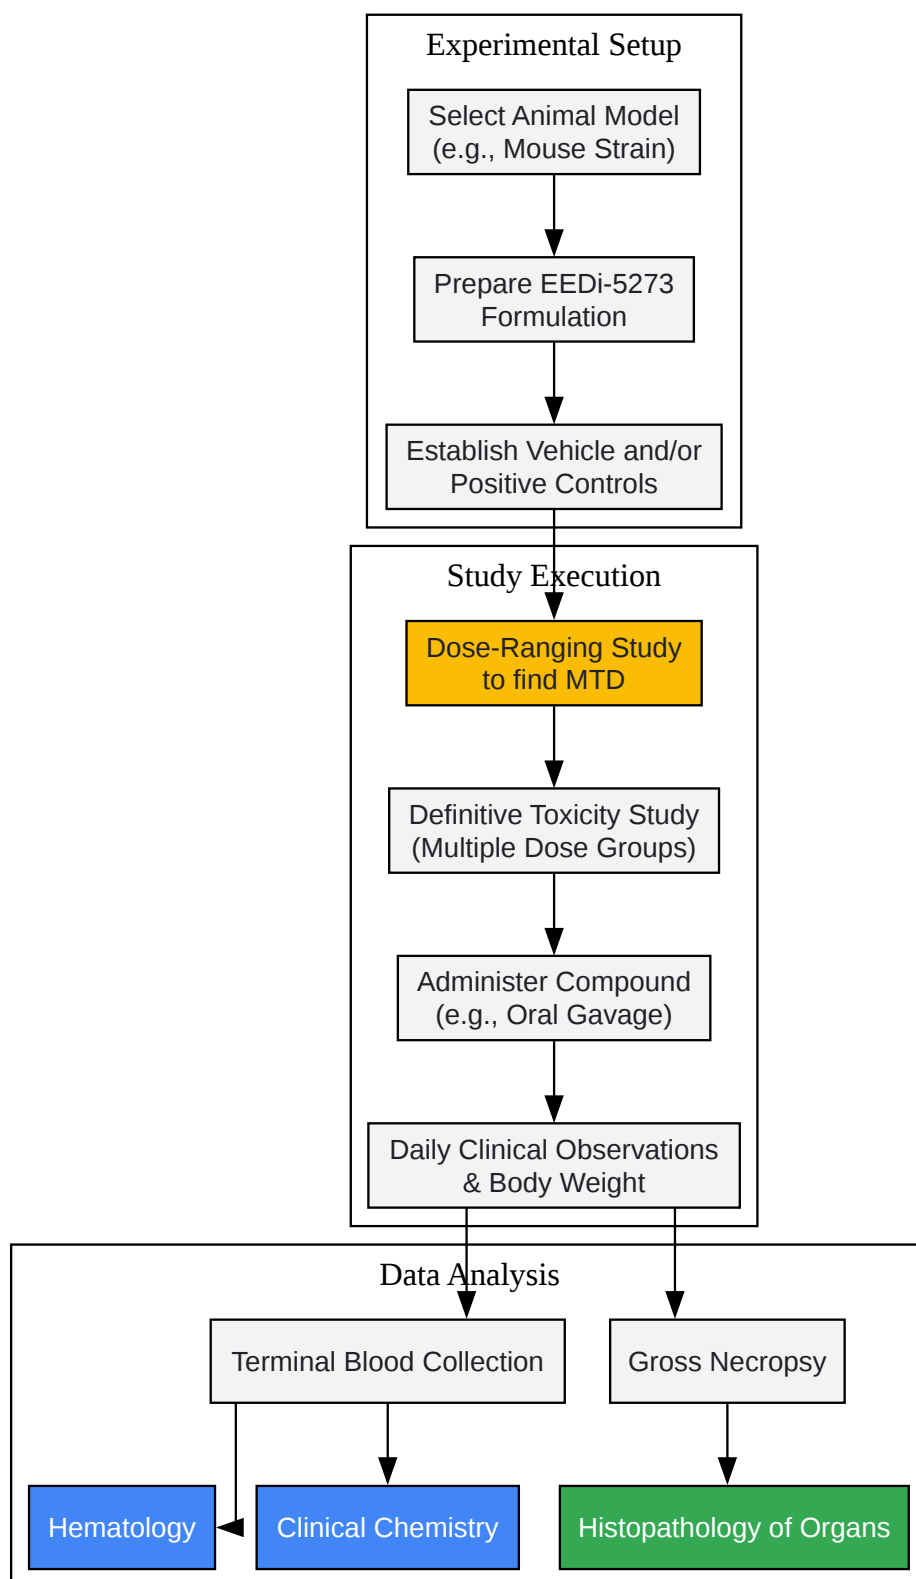 Experimental Setup
Select Animal Model
(e.g., Mouse Strain)
Prepare EEDi-5273
Formulation
Establish Vehicle and/or
Positive Controls
Study Execution
Dose-Ranging Study
to find MTD
Definitive Toxicity Study
(Multiple Dose Groups)
Administer Compound
(e.g., Oral Gavage)
Daily Clinical Observations
& Body Weight
Data Analysis
Terminal Blood Collection
Gross Necropsy
Hematology
Clinical Chemistry
Histopathology of Organs